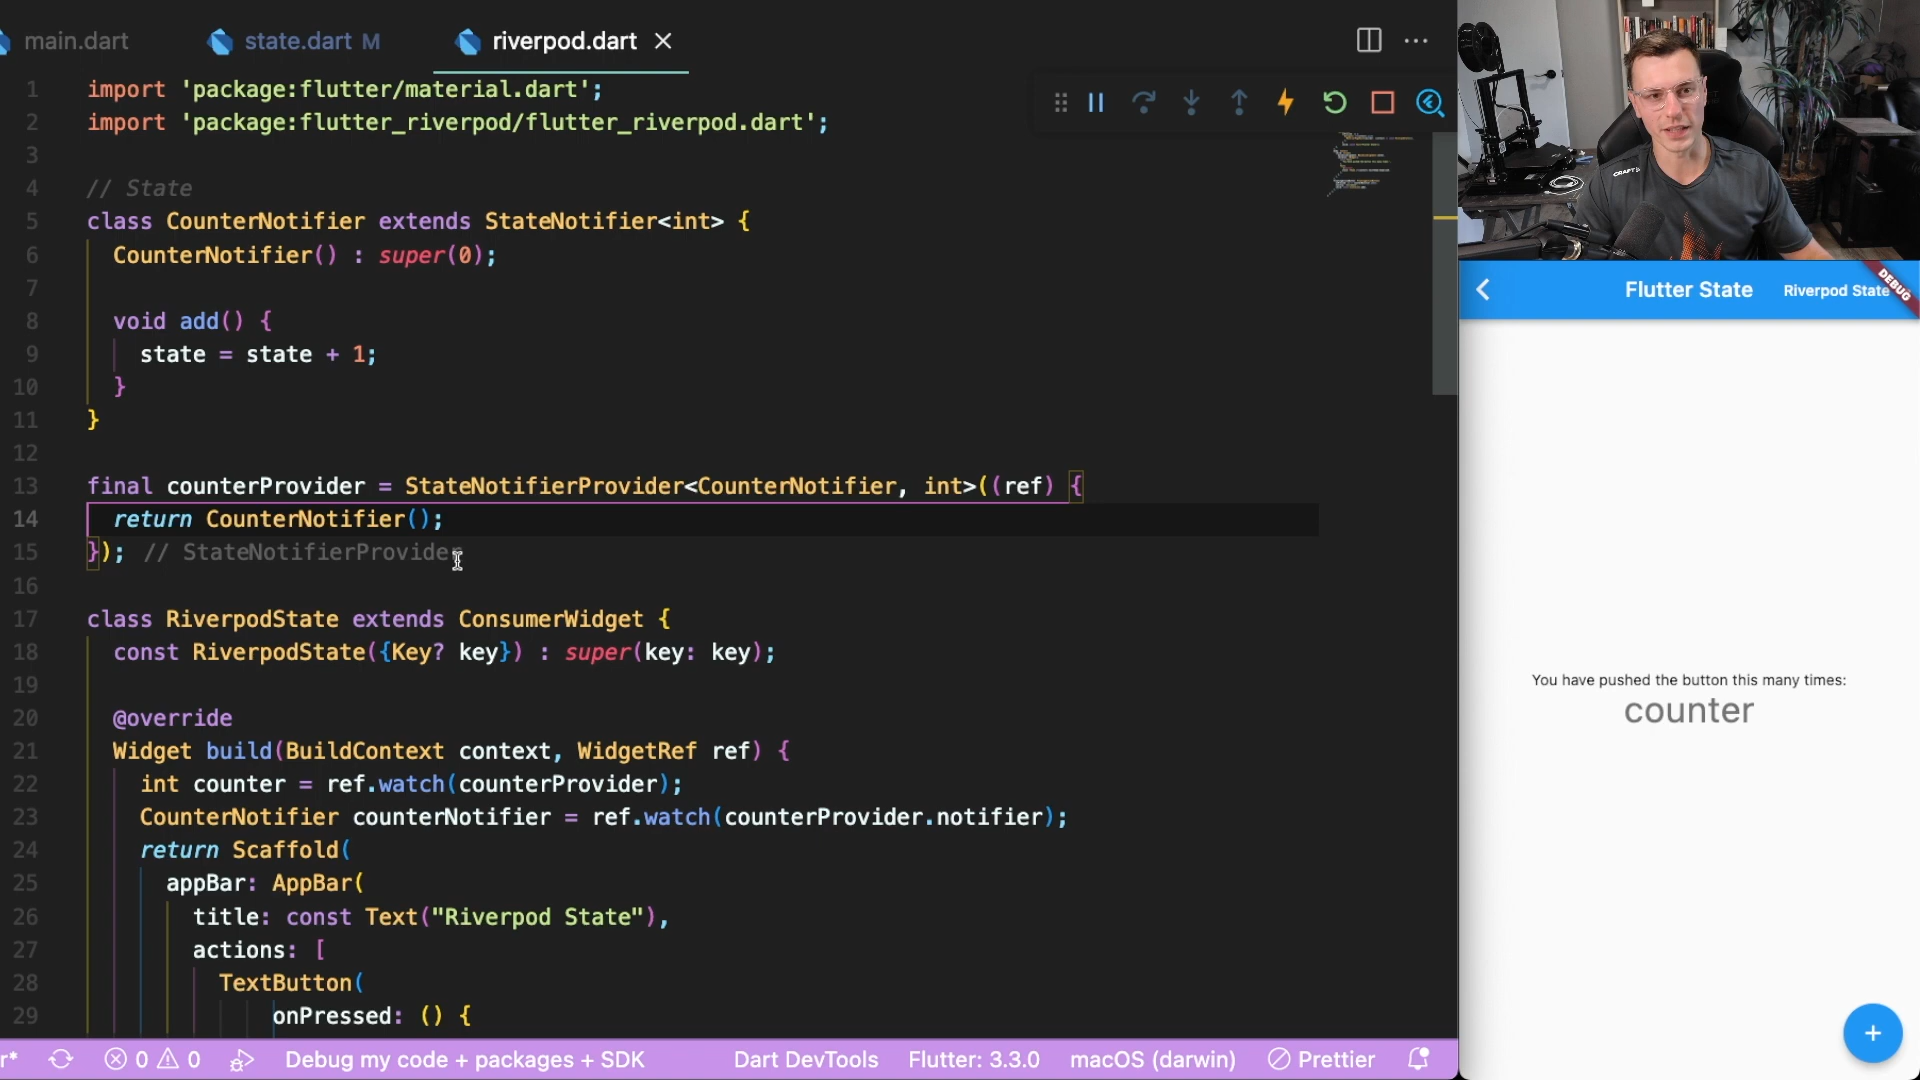 main.dart
state.dart M
riverpod.dart
1 import 'package:flutter/material.dart';
2 import 'package:flutter_riverpod/flutter_riverpod.dart';
3
4 // State
5 class CounterNotifier extends StateNotifier<int> {
6 CounterNotifier() : super(0);
7
8 void add() {
9 state = state + 1;
10 }
11 }
12
13 final counterProvider = StateNotifierProvider<CounterNotifier, int>((ref) {
14 return CounterNotifier();
15 }); // StateNotifierProvider
16
17 class RiverpodState extends ConsumerWidget {
18 const RiverpodState({Key? key}) : super(key: key);
19
20 @override
21 Widget build(BuildContext context, WidgetRef ref) {
22 int counter = ref.watch(counterProvider);
23 CounterNotifier counterNotifier = ref.watch(counterProvider.notifier);
24 return Scaffold(
25 appBar: AppBar(
26 title: const Text("Riverpod State"),
27 actions: [
28 TextButton(
29 onPressed: () {
r* 0 0 Debug my code + packages + SDK Dart DevTools Flutter: 3.3.0 macOS (darwin) Prettier
CRAFT
Flutter State Riverpod State
DEBUG
You have pushed the button this many times:
counter
+